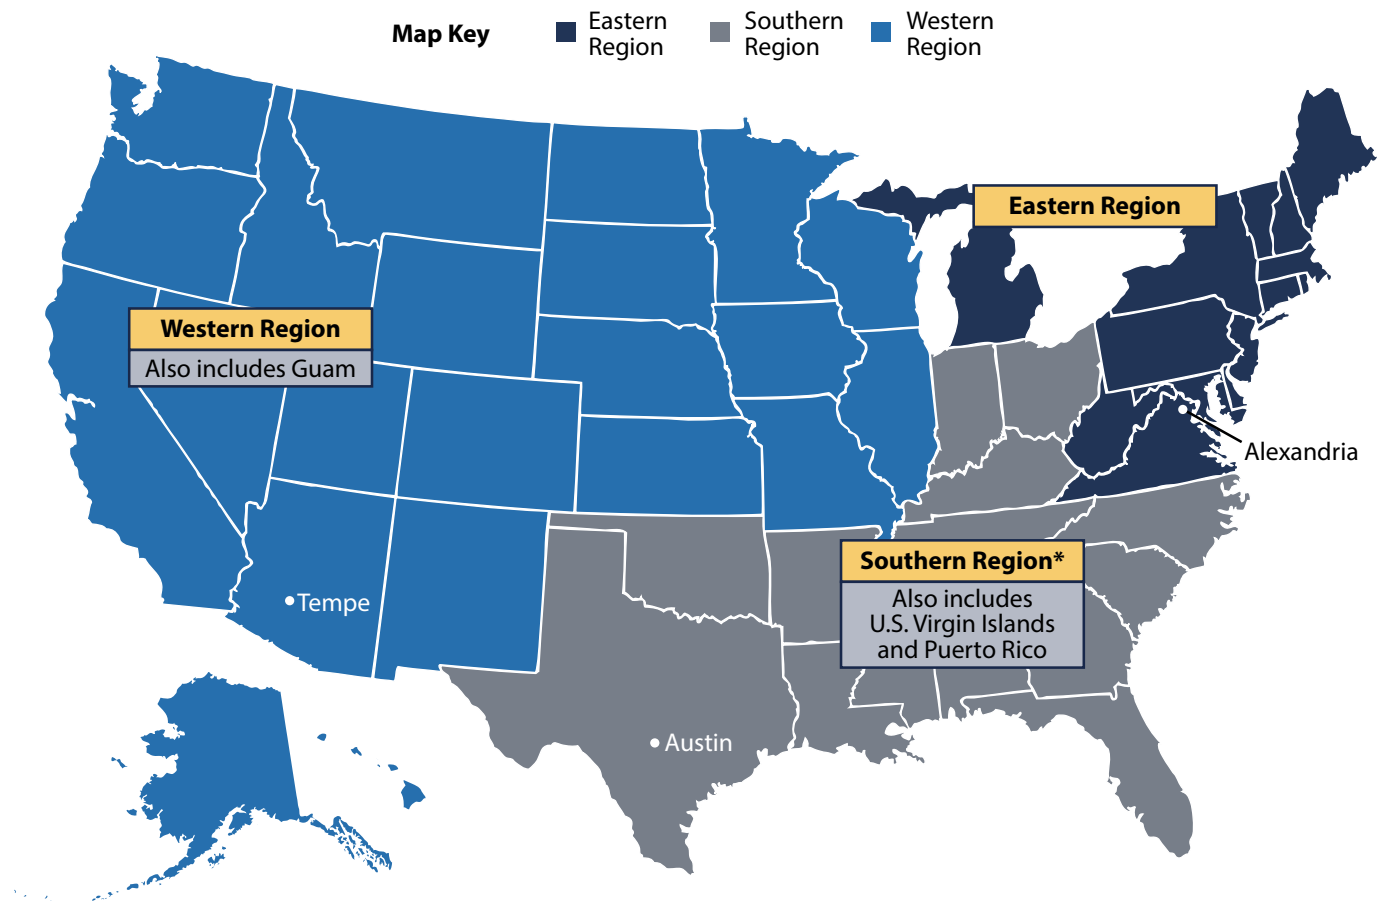 Map Key
Eastern
Region
Southern
Region
Western
Region
Eastern Region
Western Region
Also includes Guam
Alexandria
Southern Region*
Also includes
U.S. Virgin Islands
and Puerto Rico
Tempe
Austin